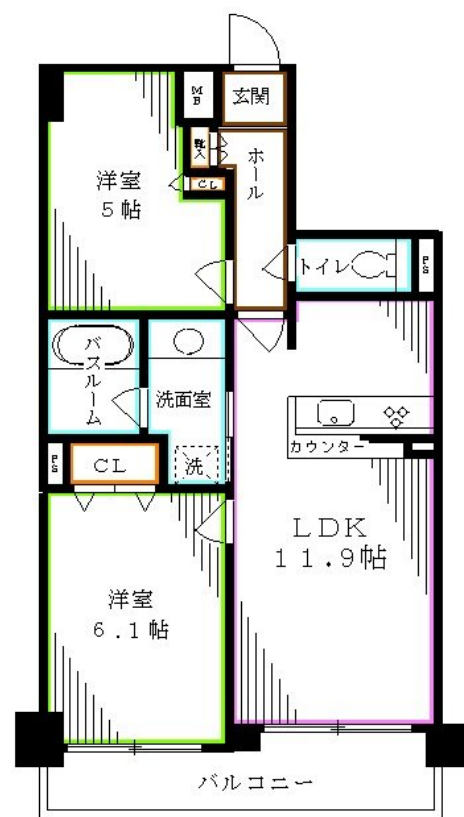 玄関
MB
靴入
ホール
洋室
5帖
CL
トイレ
PS
バスルーム
洗面室
カウンター
PS
CL
洗
LDK
11.9帖
洋室
6.1帖
バルコニー